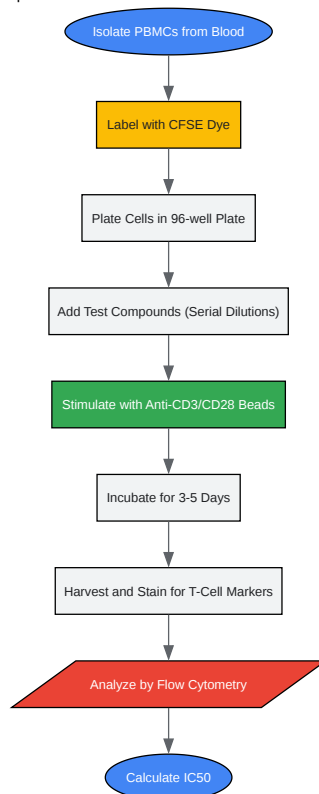 Isolate PBMCs from Blood
Label with CFSE Dye
Plate Cells in 96-well Plate
Add Test Compounds (Serial Dilutions)
Stimulate with Anti-CD3/CD28 Beads
Incubate for 3-5 Days
Harvest and Stain for T-Cell Markers
Analyze by Flow Cytometry
Calculate IC50